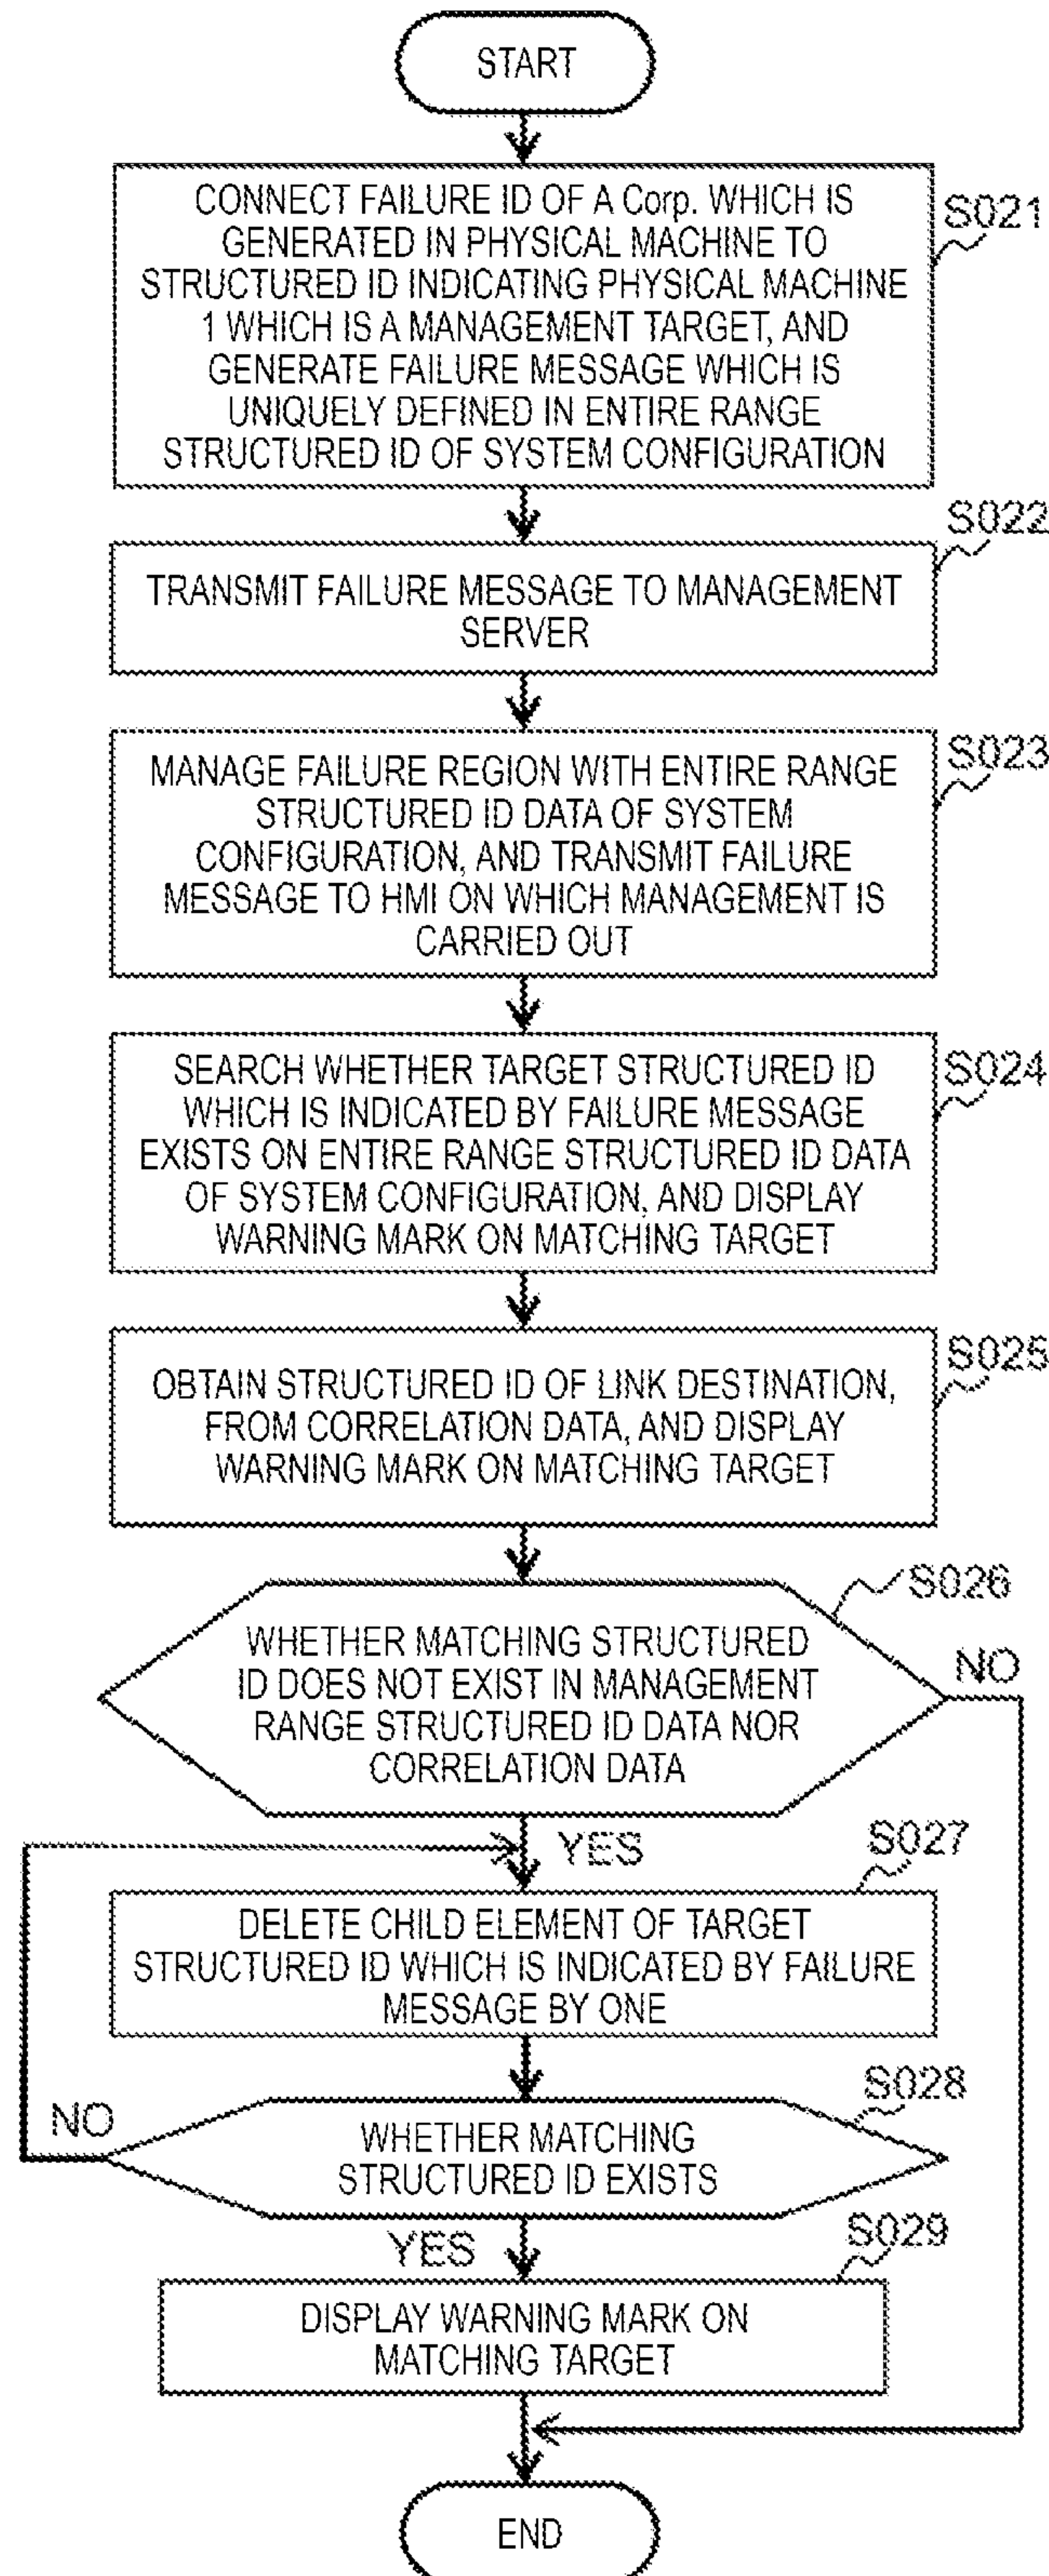 START
CONNECT FAILURE ID OF A Corp. WHICH IS
GENERATED IN PHYSICAL MACHINE TO
STRUCTURED ID INDICATING PHYSICAL MACHINE
1 WHICH IS A MANAGEMENT TARGET, AND
GENERATE FAILURE MESSAGE WHICH IS
UNIQUELY DEFINED IN ENTIRE RANGE
STRUCTURED ID OF SYSTEM CONFIGURATION
S021
S022
TRANSMIT FAILURE MESSAGE TO MANAGEMENT
SERVER
S023
MANAGE FAILURE REGION WITH ENTIRE RANGE
STRUCTURED ID DATA OF SYSTEM
CONFIGURATION, AND TRANSMIT FAILURE
MESSAGE TO HMI ON WHICH MANAGEMENT IS
CARRIED OUT
S024
SEARCH WHETHER TARGET STRUCTURED ID
WHICH IS INDICATED BY FAILURE MESSAGE
EXISTS ON ENTIRE RANGE STRUCTURED ID DATA
OF SYSTEM CONFIGURATION, AND DISPLAY
WARNING MARK ON MATCHING TARGET
S025
OBTAIN STRUCTURED ID OF LINK DESTINATION,
FROM CORRELATION DATA, AND DISPLAY
WARNING MARK ON MATCHING TARGET
S026
WHETHER MATCHING STRUCTURED
ID DOES NOT EXIST IN MANAGEMENT
RANGE STRUCTURED ID DATA NOR
CORRELATION DATA
NO
YES
S027
DELETE CHILD ELEMENT OF TARGET
STRUCTURED ID WHICH IS INDICATED BY FAILURE
MESSAGE BY ONE
S028
NO
WHETHER MATCHING
STRUCTURED ID EXISTS
YES
S029
DISPLAY WARNING MARK ON
MATCHING TARGET
END